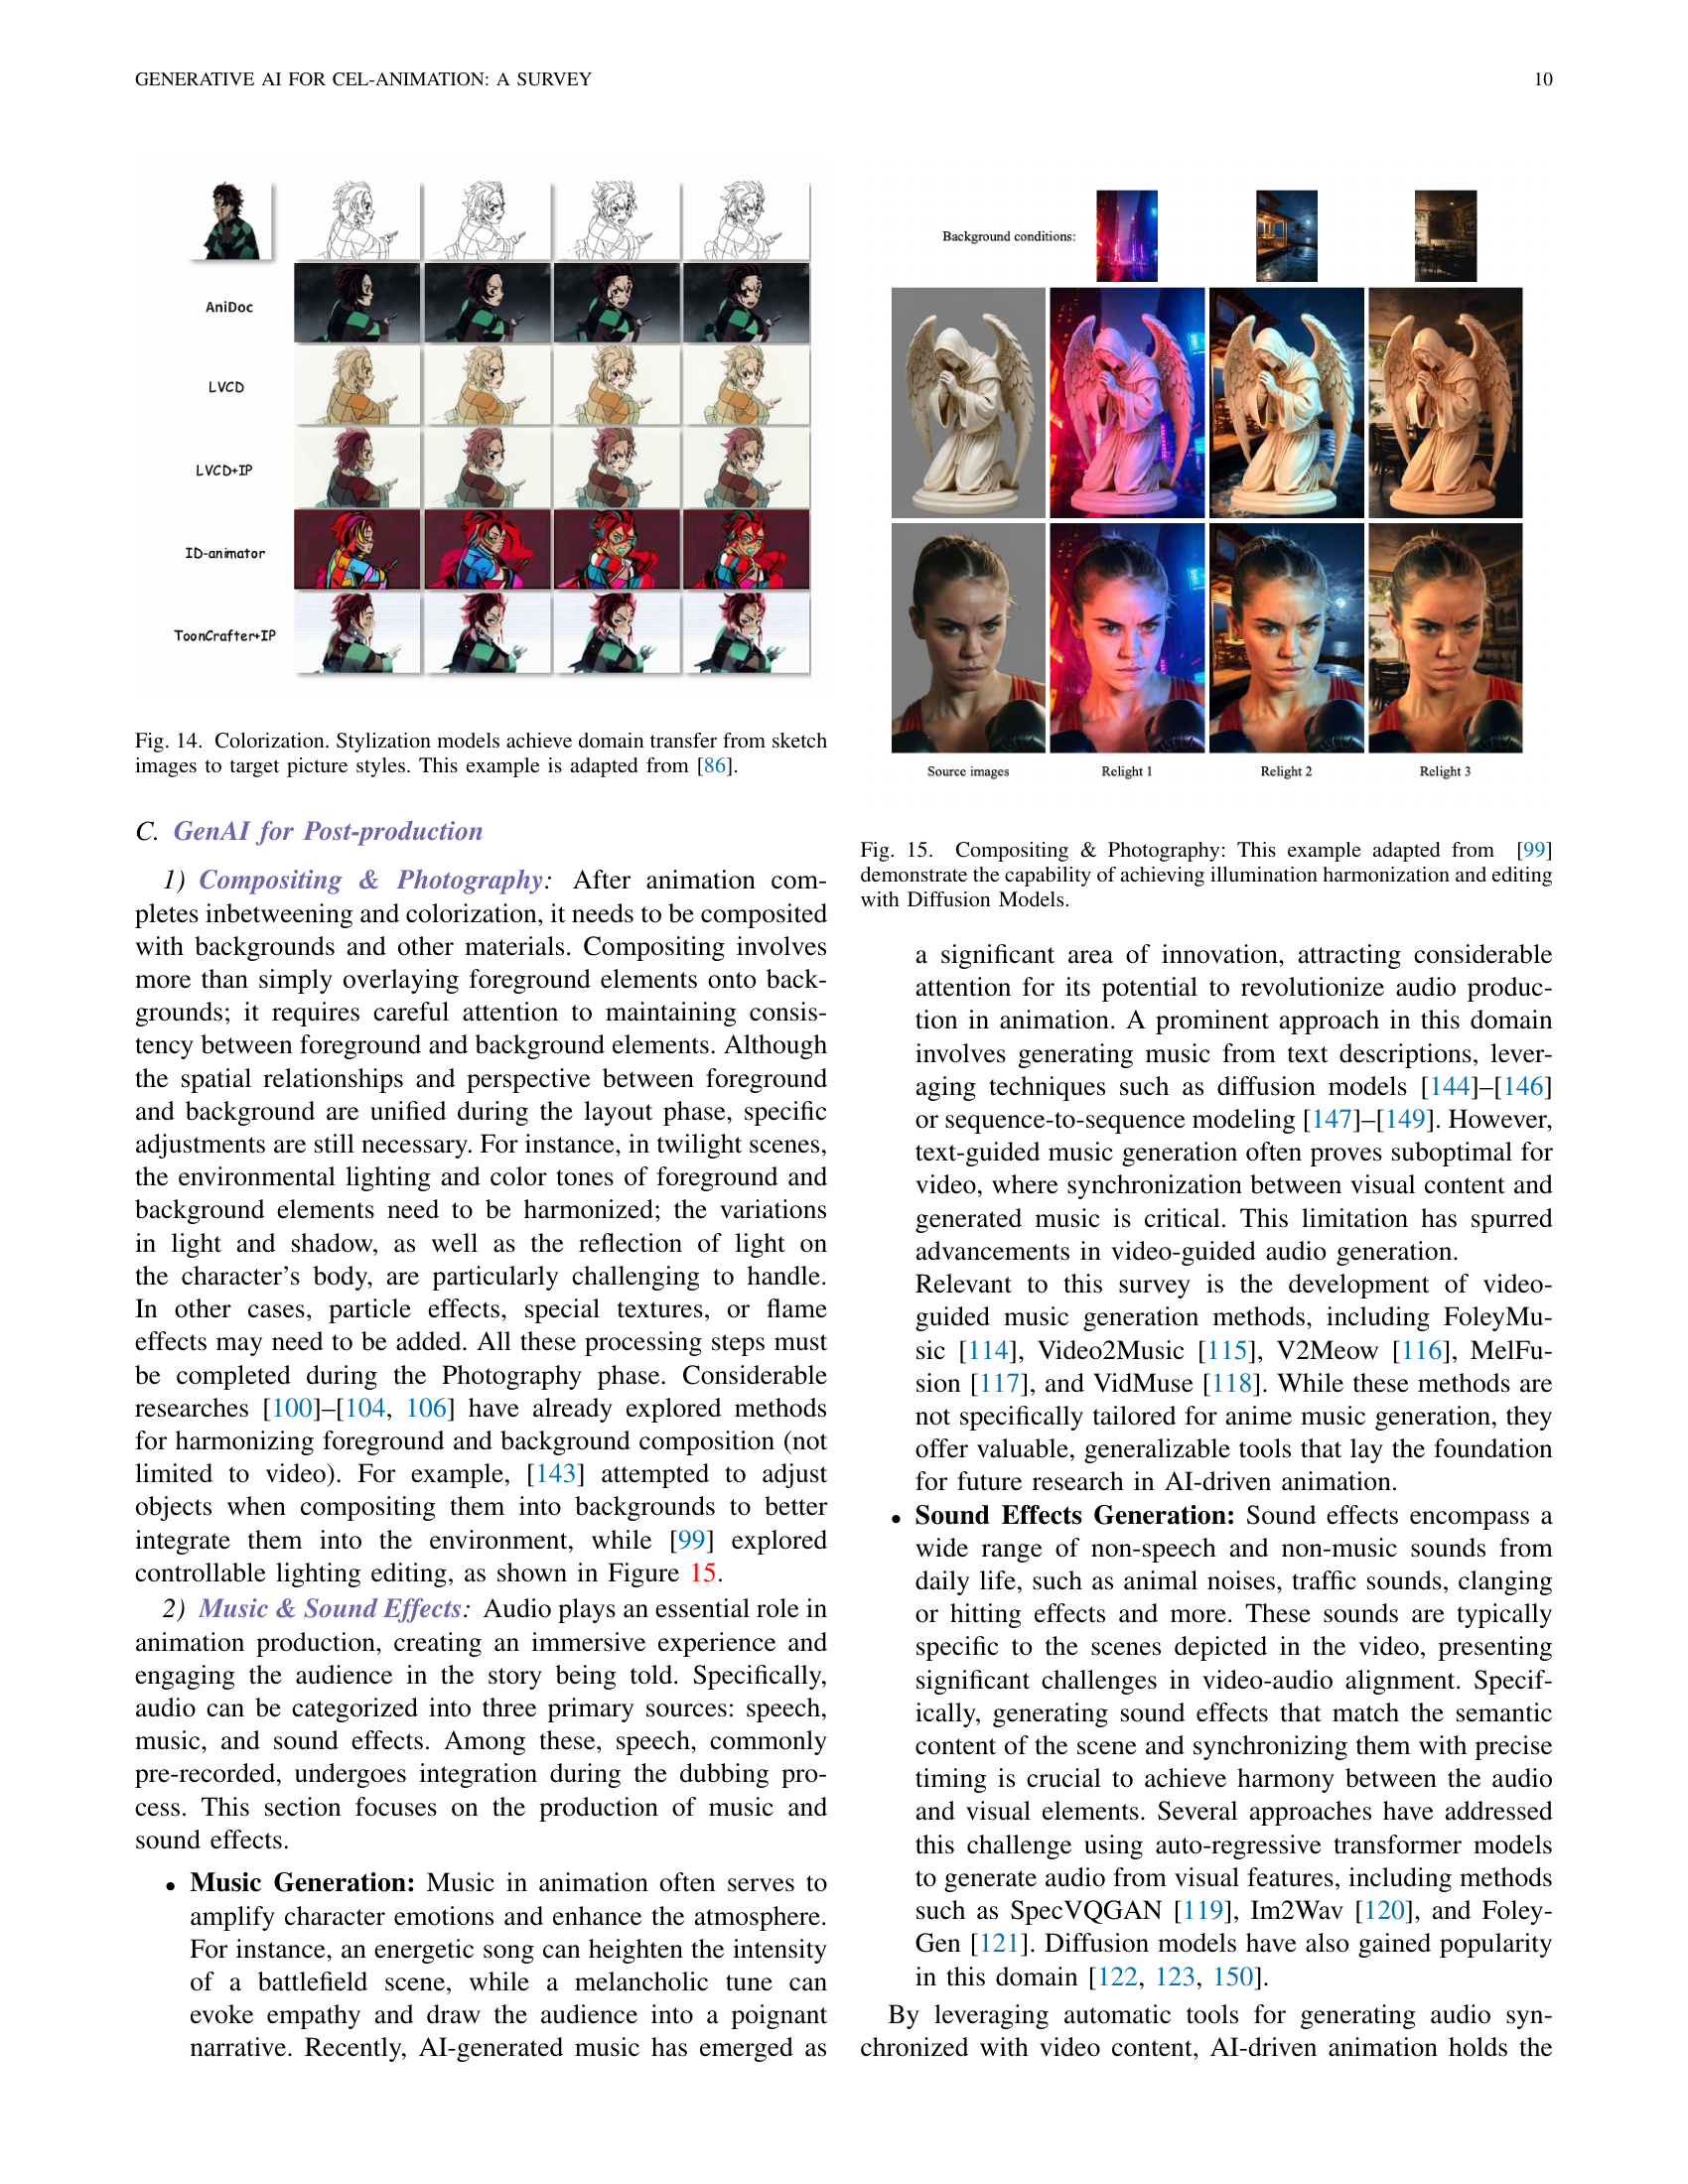 GENERATIVE AI FOR CEL-ANIMATION: A SURVEY
10
AniDoc
LVCD
LVCD+IP
ID-animator
ToonCrafter+IP
Fig. 14. Colorization. Stylization models achieve domain transfer from sketch
images to target picture styles. This example is adapted from [86].
C. GenAI for Post-production
1) Compositing & Photography: After animation com-
pletes inbetweening and colorization, it needs to be composited
with backgrounds and other materials. Compositing involves
more than simply overlaying foreground elements onto back-
grounds; it requires careful attention to maintaining consis-
tency between foreground and background elements. Although
the spatial relationships and perspective between foreground
and background are unified during the layout phase, specific
adjustments are still necessary. For instance, in twilight scenes,
the environmental lighting and color tones of foreground and
background elements need to be harmonized; the variations
in light and shadow, as well as the reflection of light on
the character's body, are particularly challenging to handle.
In other cases, particle effects, special textures, or flame
effects may need to be added. All these processing steps must
be completed during the Photography phase. Considerable
researches [100]–[104, 106] have already explored methods
for harmonizing foreground and background composition (not
limited to video). For example, [143] attempted to adjust
objects when compositing them into backgrounds to better
integrate them into the environment, while [99] explored
controllable lighting editing, as shown in Figure 15.
2) Music & Sound Effects: Audio plays an essential role in
animation production, creating an immersive experience and
engaging the audience in the story being told. Specifically,
audio can be categorized into three primary sources: speech,
music, and sound effects. Among these, speech, commonly
pre-recorded, undergoes integration during the dubbing pro-
cess. This section focuses on the production of music and
sound effects.
• Music Generation: Music in animation often serves to
amplify character emotions and enhance the atmosphere.
For instance, an energetic song can heighten the intensity
of a battlefield scene, while a melancholic tune can
evoke empathy and draw the audience into a poignant
narrative. Recently, AI-generated music has emerged as
Background conditions:
Source images
Relight 1
Relight 2
Relight 3
Fig. 15. Compositing & Photography: This example adapted from [99]
demonstrate the capability of achieving illumination harmonization and editing
with Diffusion Models.
a significant area of innovation, attracting considerable
attention for its potential to revolutionize audio produc-
tion in animation. A prominent approach in this domain
involves generating music from text descriptions, lever-
aging techniques such as diffusion models [144]–[146]
or sequence-to-sequence modeling [147]–[149]. However,
text-guided music generation often proves suboptimal for
video, where synchronization between visual content and
generated music is critical. This limitation has spurred
advancements in video-guided audio generation.
Relevant to this survey is the development of video-
guided music generation methods, including FoleyMu-
sic [114], Video2Music [115], V2Meow [116], MelFu-
sion [117], and VidMuse [118]. While these methods are
not specifically tailored for anime music generation, they
offer valuable, generalizable tools that lay the foundation
for future research in AI-driven animation.
• Sound Effects Generation: Sound effects encompass a
wide range of non-speech and non-music sounds from
daily life, such as animal noises, traffic sounds, clanging
or hitting effects and more. These sounds are typically
specific to the scenes depicted in the video, presenting
significant challenges in video-audio alignment. Specif-
ically, generating sound effects that match the semantic
content of the scene and synchronizing them with precise
timing is crucial to achieve harmony between the audio
and visual elements. Several approaches have addressed
this challenge using auto-regressive transformer models
to generate audio from visual features, including methods
such as SpecVQGAN [119], Im2Wav [120], and Foley-
Gen [121]. Diffusion models have also gained popularity
in this domain [122, 123, 150].
By leveraging automatic tools for generating audio syn-
chronized with video content, AI-driven animation holds the